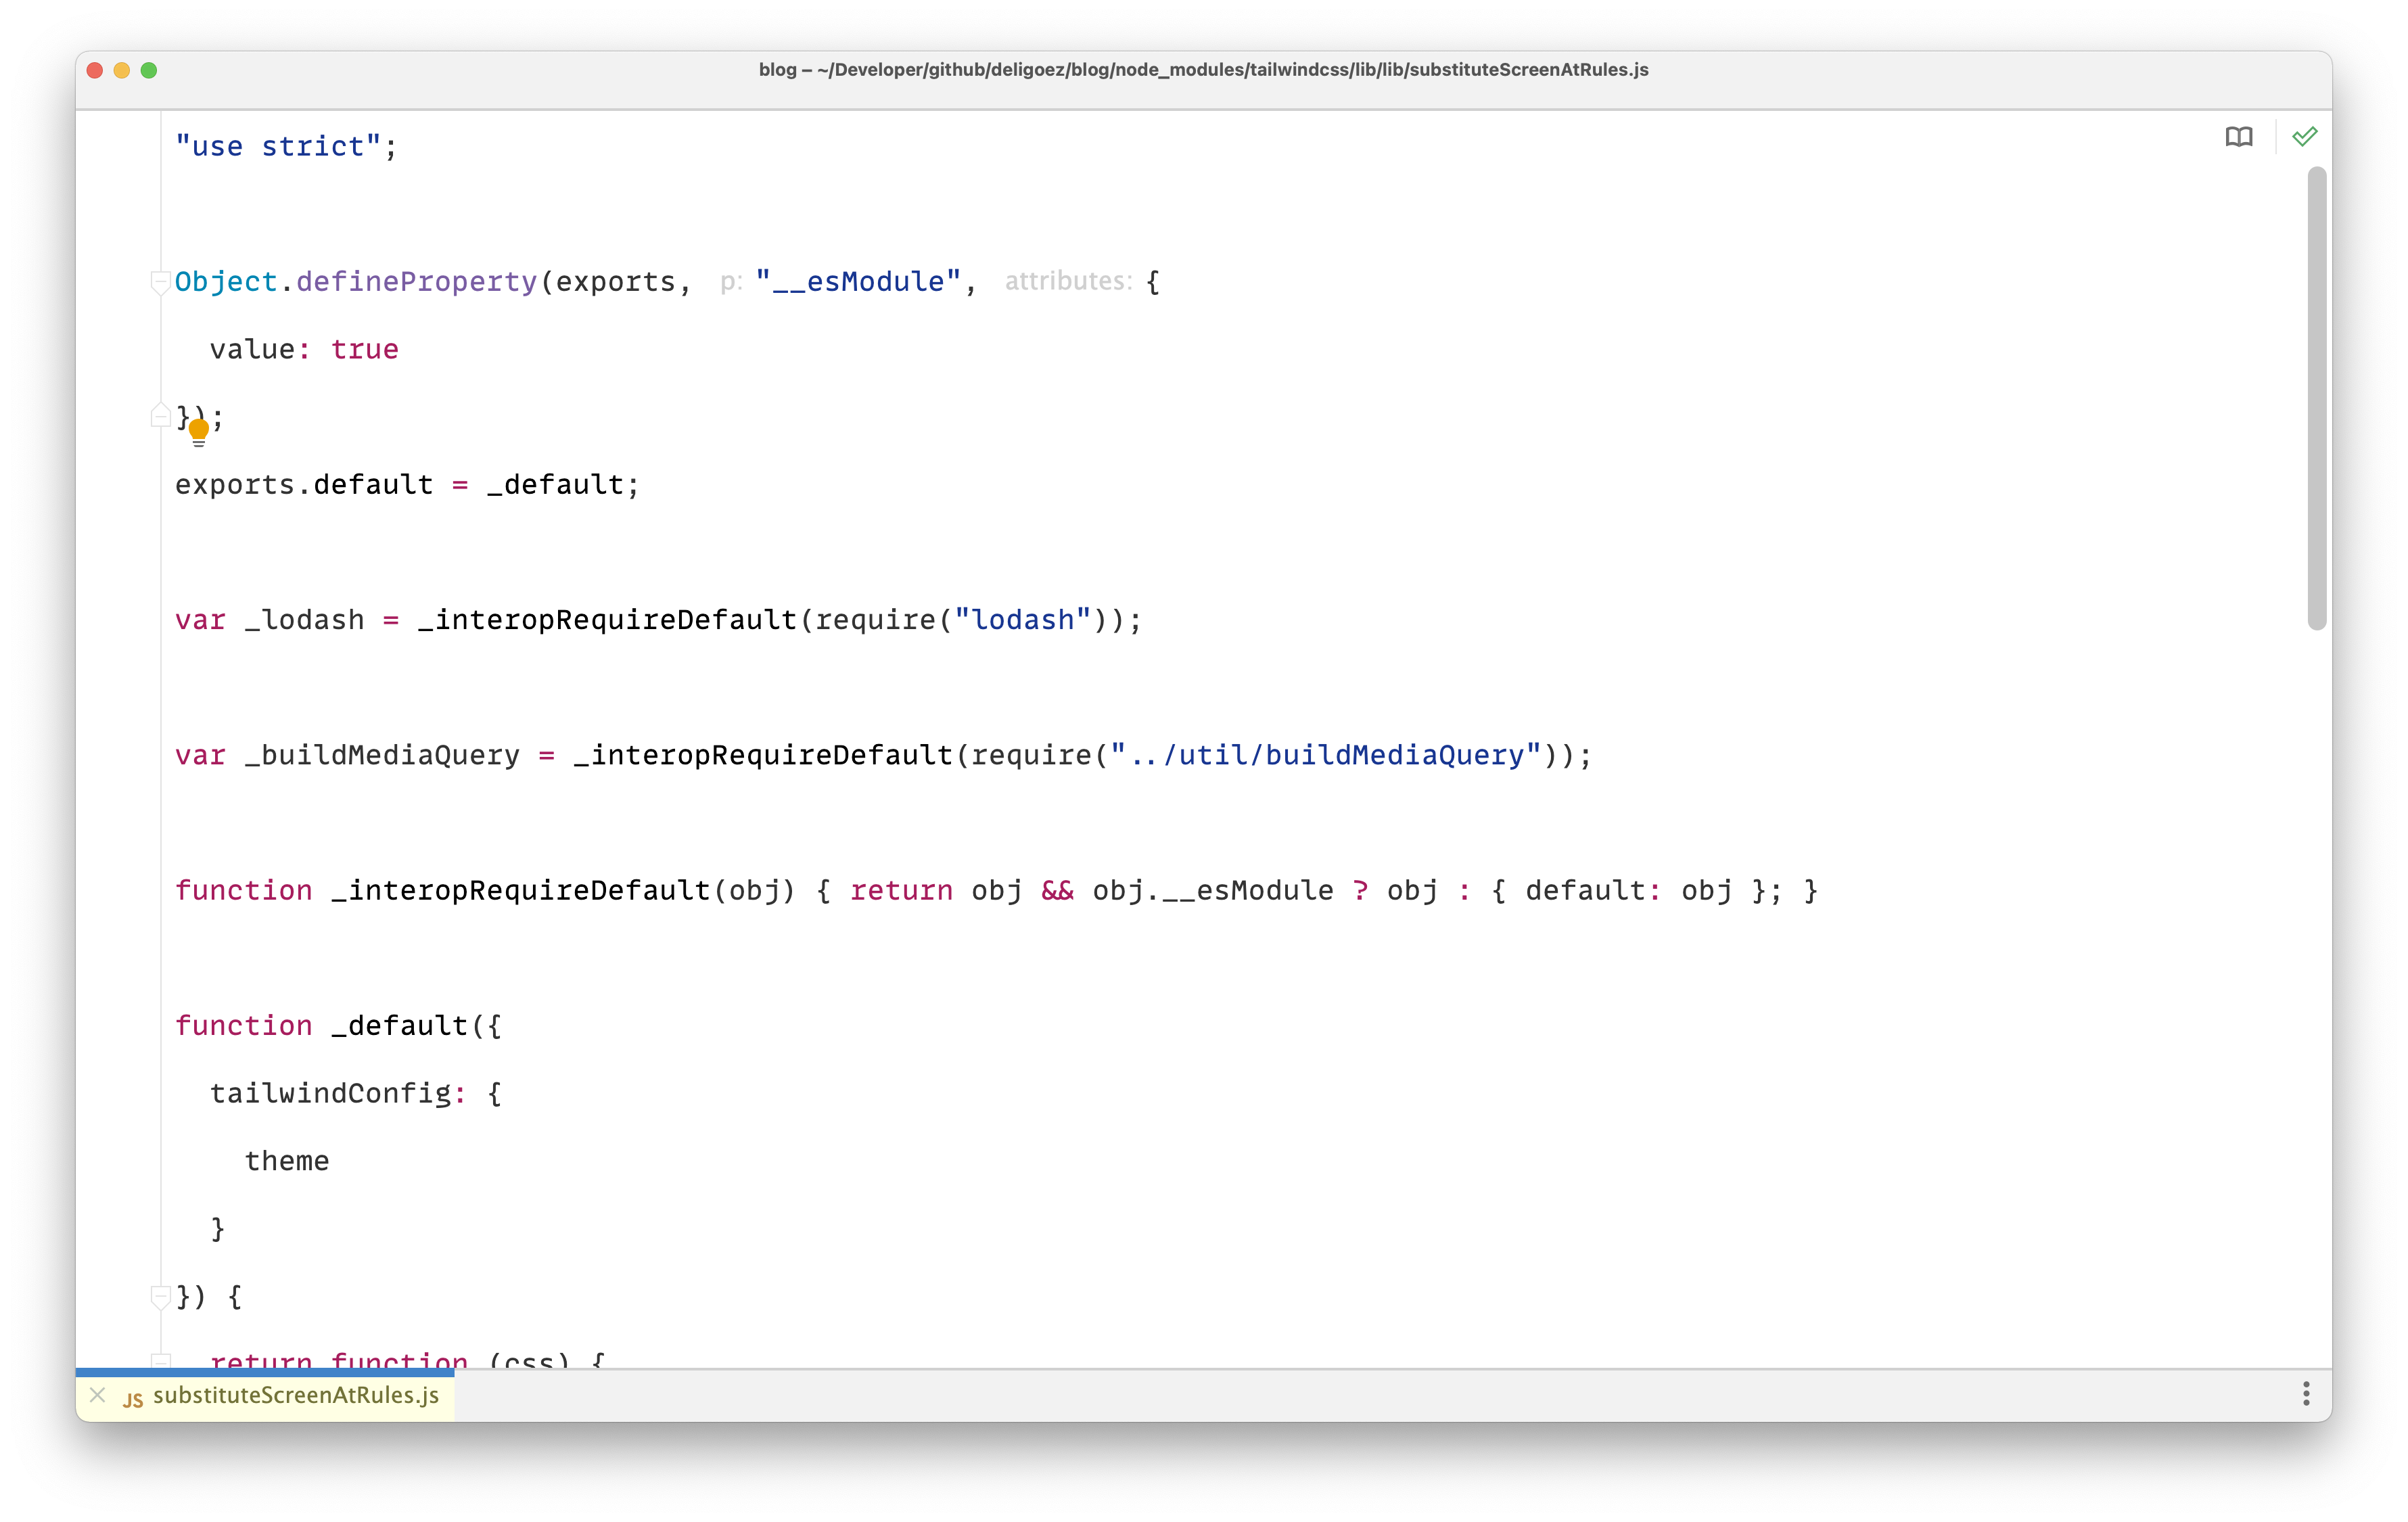 blog – ~/Developer/github/deligoez/blog/node_modules/tailwindcss/lib/lib/substituteScreenAtRules.js
"use strict";
Object.defineProperty(exports, p: "__esModule", attributes: {
  value: true
});
exports.default = _default;
var _lodash = _interopRequireDefault(require("lodash"));
var _buildMediaQuery = _interopRequireDefault(require("../util/buildMediaQuery"));
function _interopRequireDefault(obj) { return obj && obj.__esModule ? obj : { default: obj }; }
function _default({
  tailwindConfig: {
    theme
  }
}) {
  return function (css) {
JS substituteScreenAtRules.js